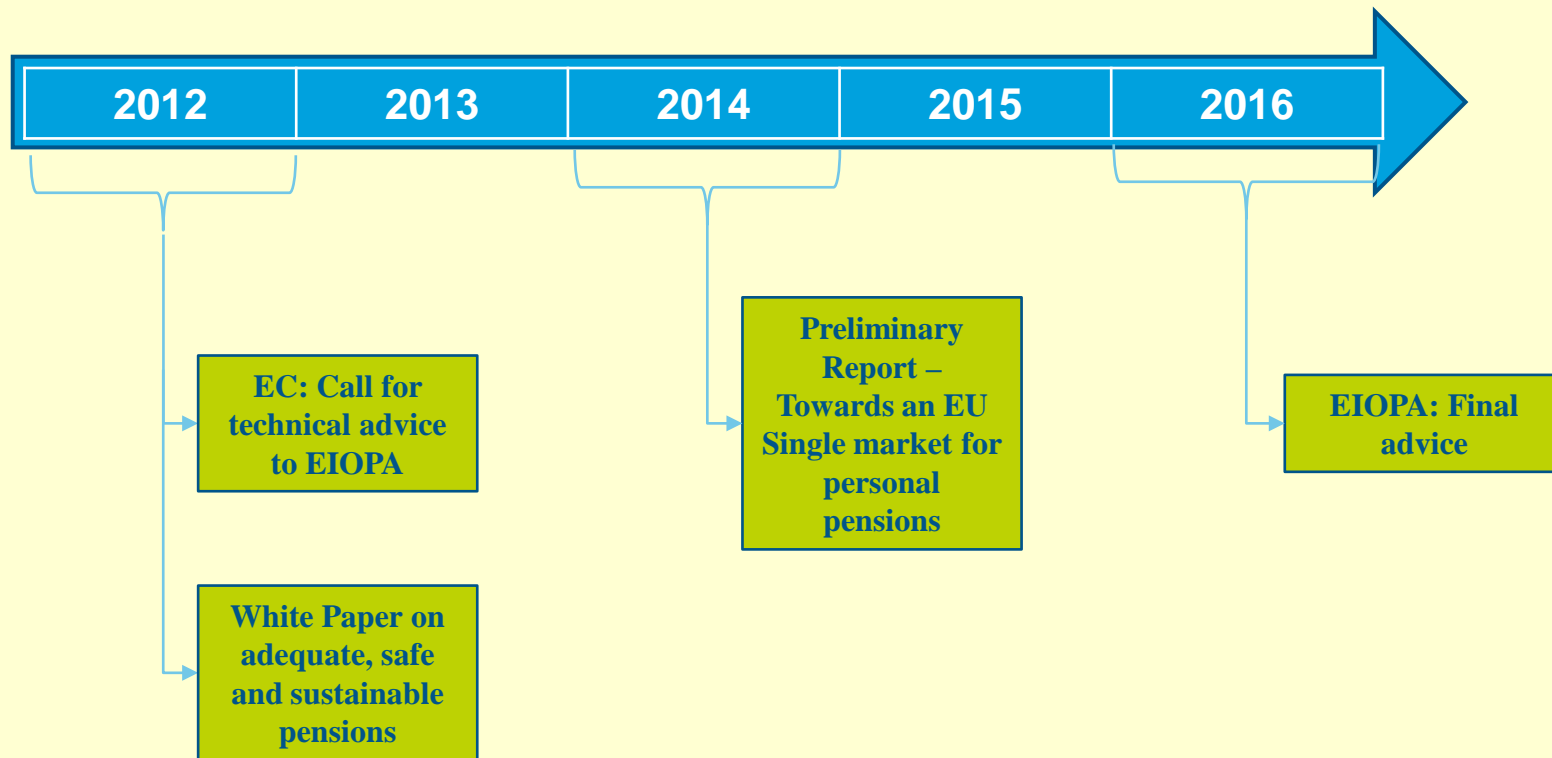 2012 2013 2014 2015 2016
EC: Call for
technical advice
to EIOPA
White Paper on
adequate, safe
and sustainable
pensions
Preliminary
Report –
Towards an EU
Single market for
personal
pensions
EIOPA: Final
advice